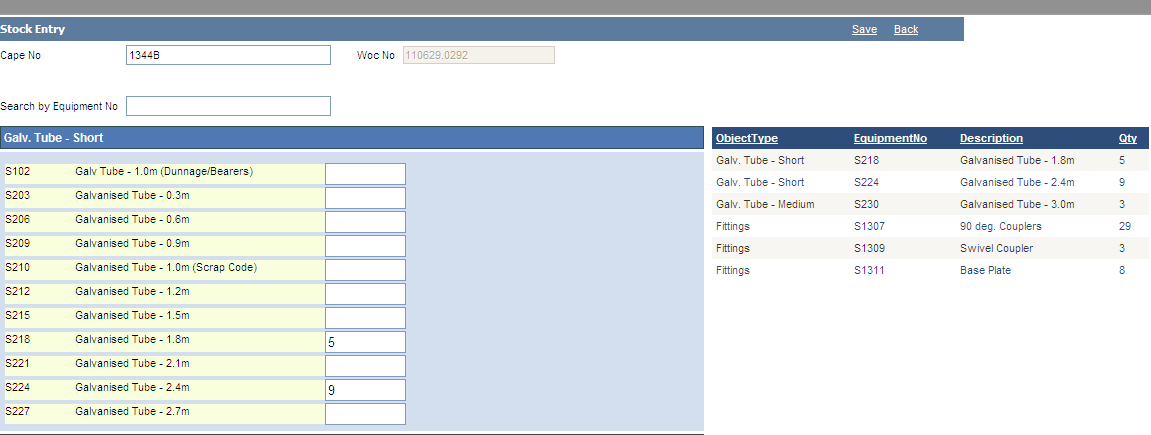 Stock Entry Save Back
Cape No 1344B Woc No 110629.0292
Search by Equipment No
Galv. Tube - Short
S102 Galv Tube - 1.0m (Dunnage/Bearers)
S203 Galvanised Tube - 0.3m
S206 Galvanised Tube - 0.6m
S209 Galvanised Tube - 0.9m
S210 Galvanised Tube - 1.0m (Scrap Code)
S212 Galvanised Tube - 1.2m
S215 Galvanised Tube - 1.5m
S218 Galvanised Tube - 1.8m 5
S221 Galvanised Tube - 2.1m
S224 Galvanised Tube - 2.4m 9
S227 Galvanised Tube - 2.7m
ObjectType EquipmentNo Description Qty
Galv. Tube - Short S218 Galvanised Tube - 1.8m 5
Galv. Tube - Short S224 Galvanised Tube - 2.4m 9
Galv. Tube - Medium S230 Galvanised Tube - 3.0m 3
Fittings S1307 90 deg. Couplers 29
Fittings S1309 Swivel Coupler 3
Fittings S1311 Base Plate 8